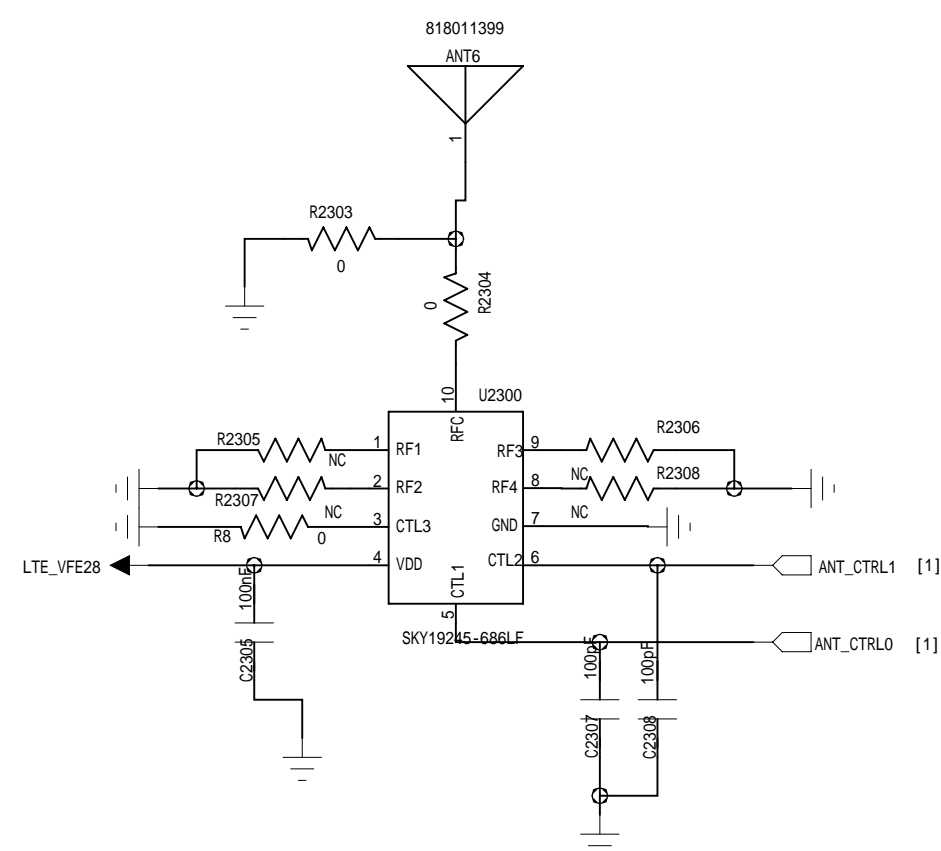 818011399
ANT6
1
R2303
0
R2304
0
10
U2300
RFC
R2305
NC
1
RF1
RF3
9
R2306
R2307
NC
2
RF2
RF4
8
NC
R2308
R8
0
3
CTL3
GND
7
NC
LTE_VFE28
4
VDD
CTL2
6
ANT_CTRL1 [1]
CTL1
5
SKY19245-686LF
ANT_CTRL0 [1]
100nF
C2305
100pF
C2307
100pF
C2308